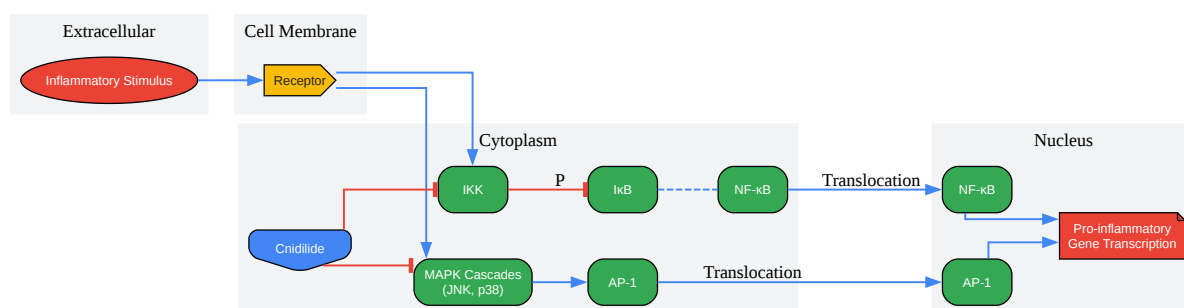 Extracellular
Cell Membrane
Inflammatory Stimulus
Receptor
Cytoplasm
Nucleus
IKK
P
IκB
NF-κB
Translocation
NF-κB
Cnidilide
Pro-inflammatory
Gene Transcription
MAPK Cascades
(JNK, p38)
AP-1
Translocation
AP-1